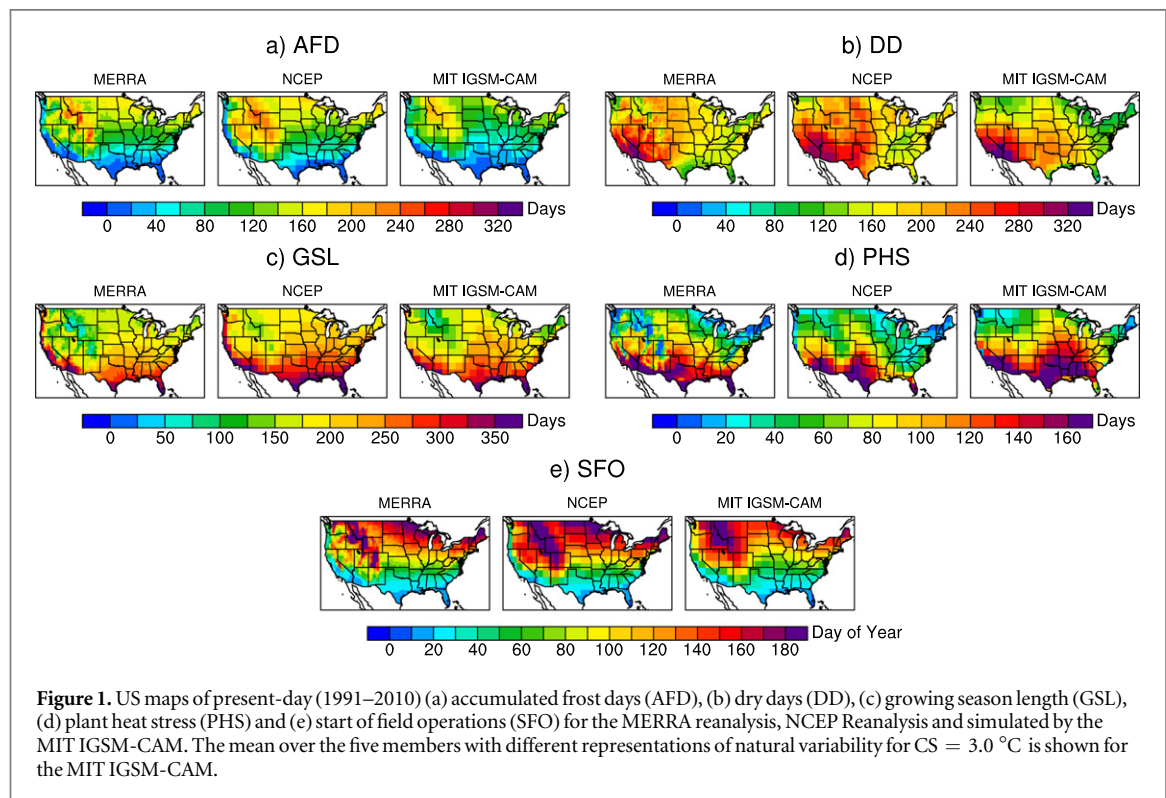 a) AFD
b) DD
MERRA NCEP MIT IGSM-CAM
MERRA NCEP MIT IGSM-CAM
0 40 80 120 160 200 240 280 320 Days
0 40 80 120 160 200 240 280 320 Days
c) GSL
d) PHS
MERRA NCEP MIT IGSM-CAM
MERRA NCEP MIT IGSM-CAM
0 50 100 150 200 250 300 350 Days
0 20 40 60 80 100 120 140 160 Days
e) SFO
MERRA NCEP MIT IGSM-CAM
0 20 40 60 80 100 120 140 160 180 Day of Year
Figure 1. US maps of present-day (1991–2010) (a) accumulated frost days (AFD), (b) dry days (DD), (c) growing season length (GSL),
(d) plant heat stress (PHS) and (e) start of field operations (SFO) for the MERRA reanalysis, NCEP Reanalysis and simulated by the
MIT IGSM-CAM. The mean over the five members with different representations of natural variability for CS = 3.0 °C is shown for
the MIT IGSM-CAM.